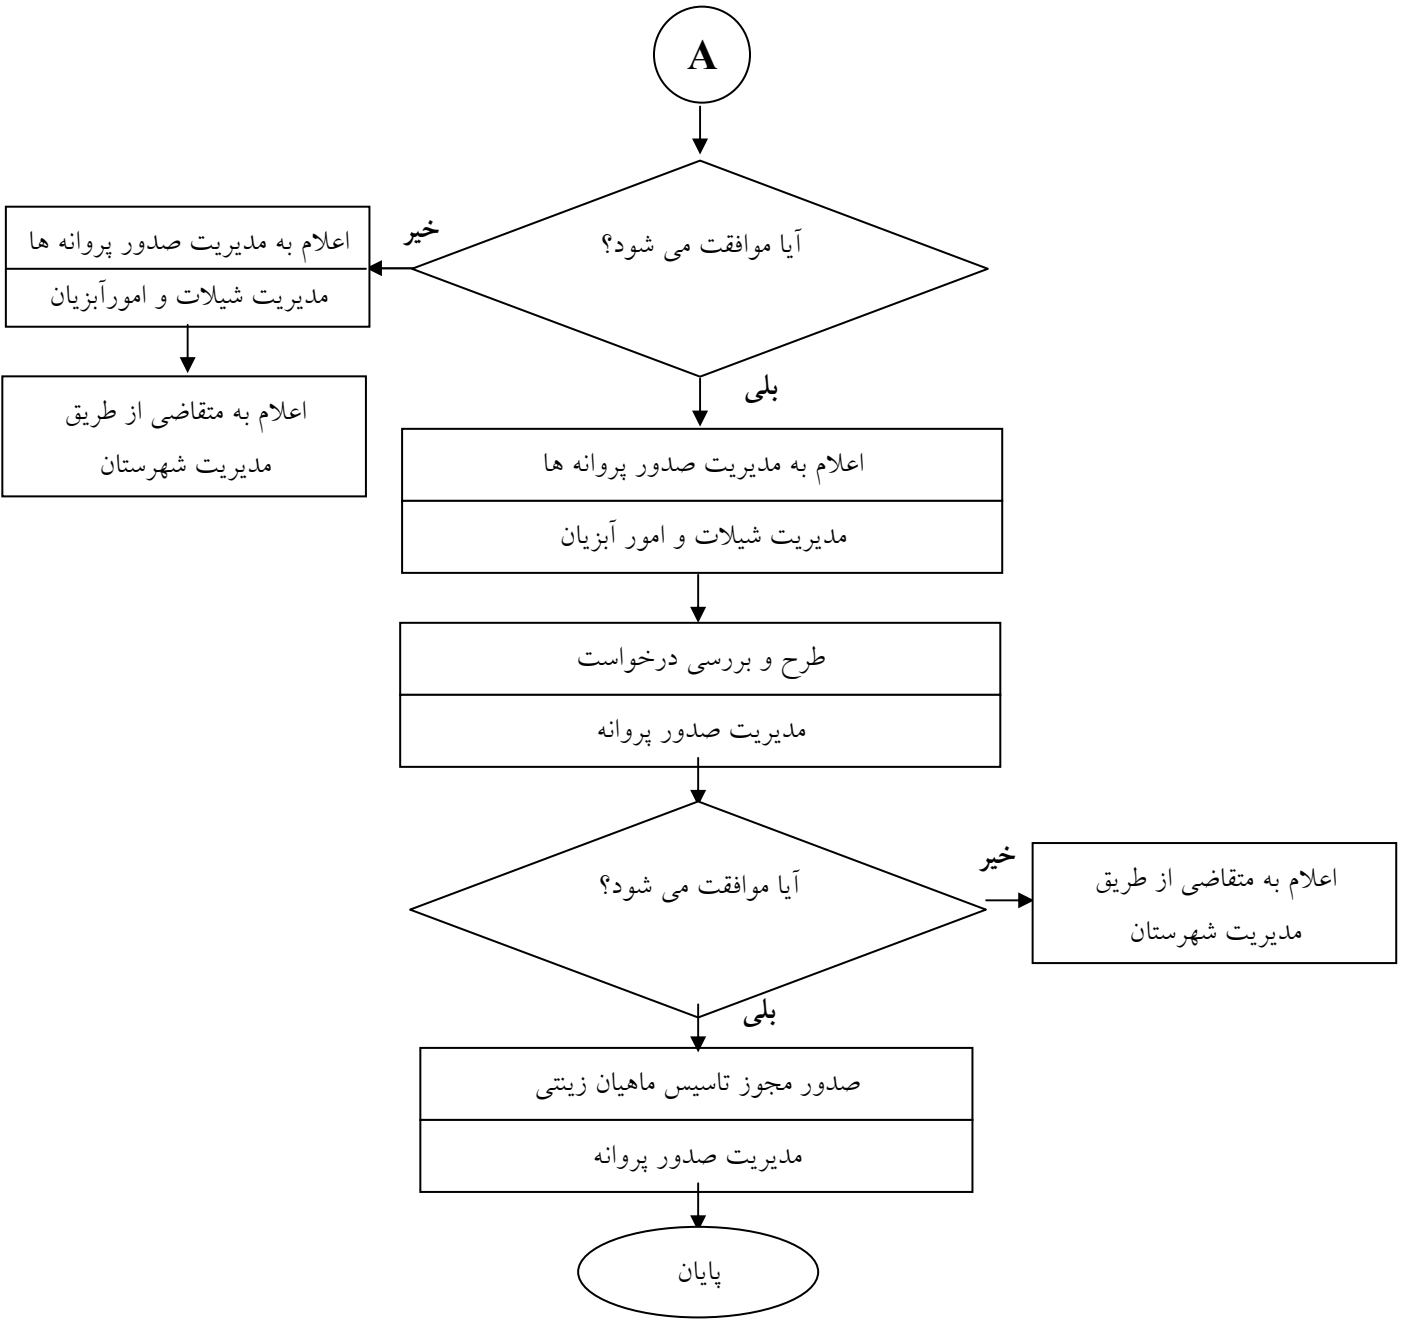 A
آیا موافقت می شود؟
خیر
اعلام به مدیریت صدور پروانه ها
مدیریت شیلات و امورآبزیان
اعلام به متقاضی از طریق
مدیریت شهرستان
بلی
اعلام به مدیریت صدور پروانه ها
مدیریت شیلات و امور آبزیان
طرح و بررسی درخواست
مدیریت صدور پروانه
آیا موافقت می شود؟
خیر
اعلام به متقاضی از طریق
مدیریت شهرستان
بلی
صدور مجوز تاسیس ماهیان زینتی
مدیریت صدور پروانه
پایان